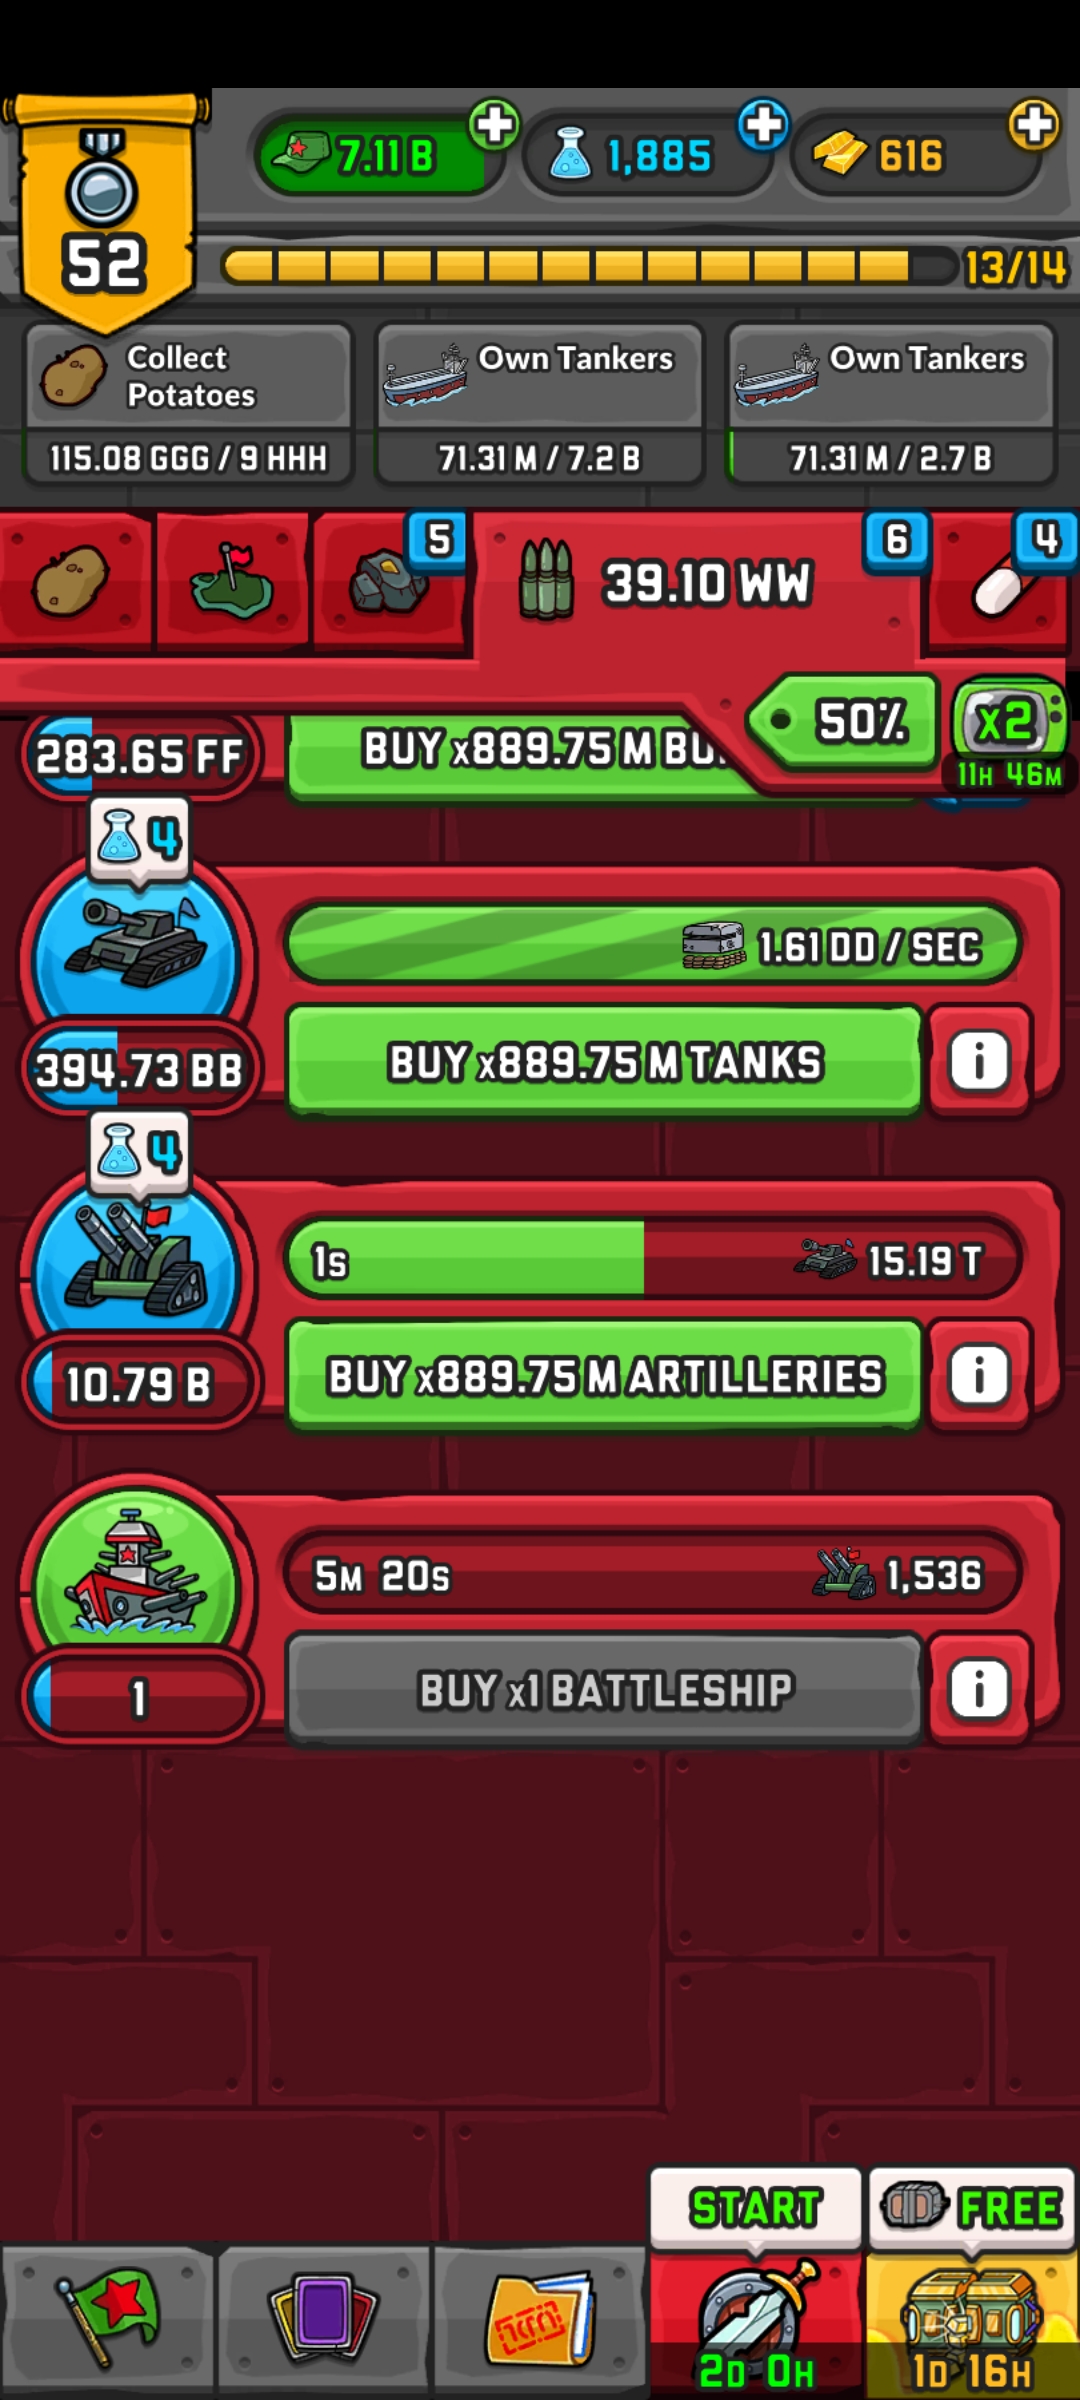 7.11 B
1,885
616
52
13/14
Collect
Potatoes
115.08 GGG / 9 HHH
Own Tankers
71.31 M / 7.2 B
Own Tankers
71.31 M / 2.7 B
5
39.10 WW
6
4
50%
x2
11H 46M
283.65 FF
BUY x889.75 M BU
4
1.61 DD / SEC
394.73 BB
BUY x889.75 M TANKS
i
4
1S
15.19 T
10.79 B
BUY x889.75 M ARTILLERIES
i
5M 20S
1,536
1
BUY x1 BATTLESHIP
i
START
FREE
2D 0H
1D 16H